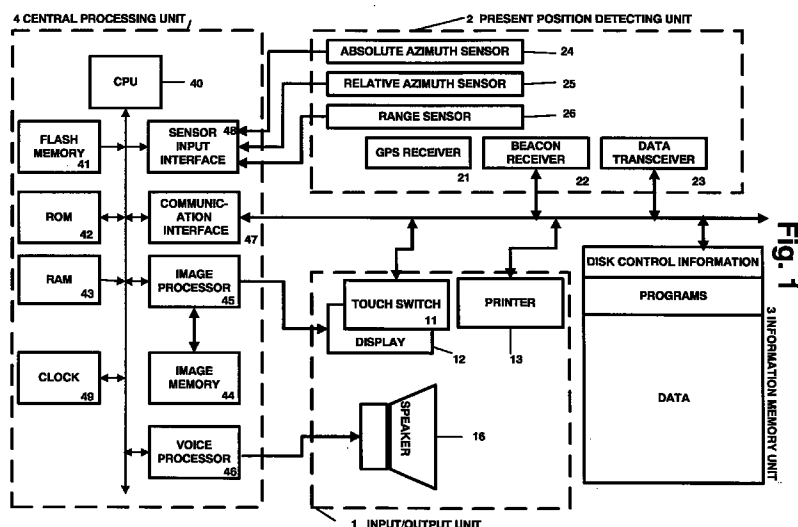 4 CENTRAL PROCESSING UNIT
2 PRESENT POSITION DETECTING UNIT
CPU
40
ABSOLUTE AZIMUTH SENSOR
24
RELATIVE AZIMUTH SENSOR
25
RANGE SENSOR
26
FLASH MEMORY
41
SENSOR INPUT INTERFACE
48
GPS RECEIVER
21
BEACON RECEIVER
22
DATA TRANSCEIVER
23
ROM
42
COMMUNIC-
ATION
INTERFACE
47
RAM
43
IMAGE PROCESSOR
45
TOUCH SWITCH
11
DISPLAY
12
PRINTER
13
DISK CONTROL INFORMATION
PROGRAMS
DATA
3 INFORMATION MEMORY UNIT
Fig. 1
CLOCK
49
IMAGE MEMORY
44
VOICE PROCESSOR
46
SPEAKER
16
1 INPUT/OUTPUT UNIT